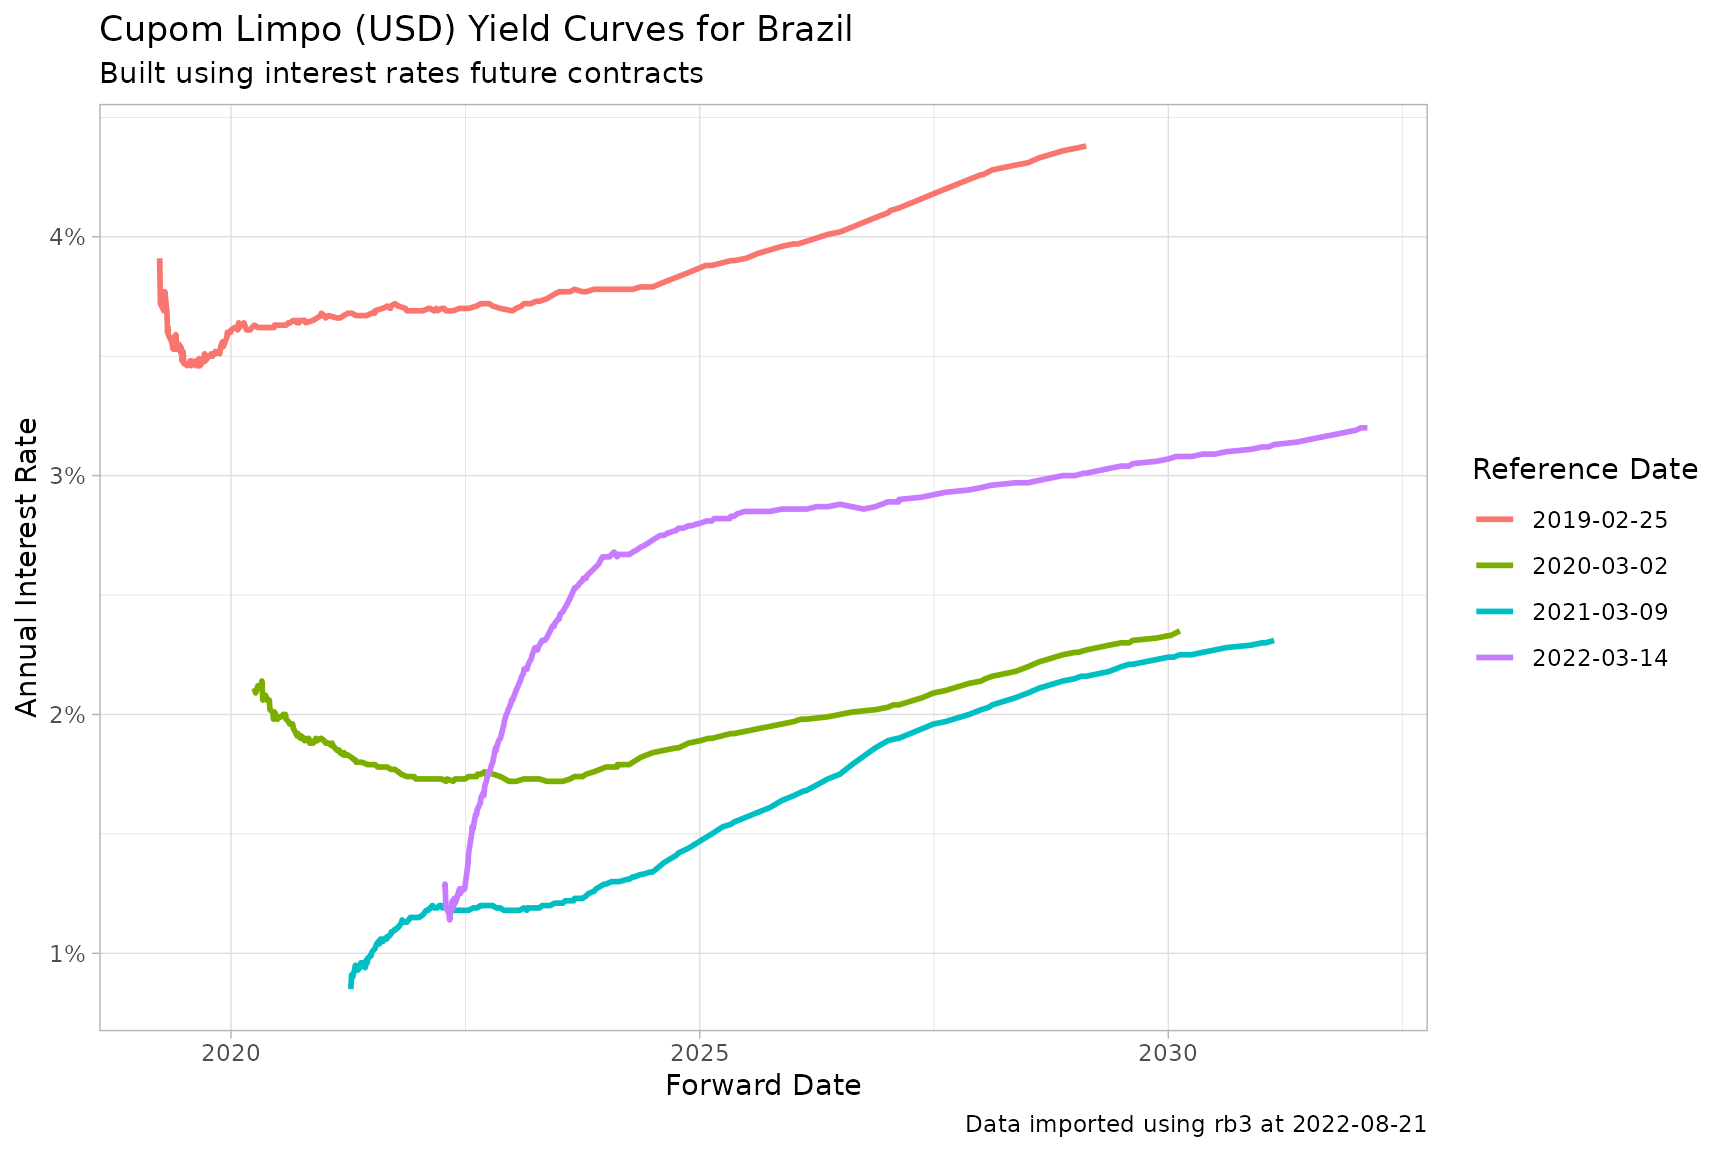 Cupom Limpo (USD) Yield Curves for Brazil
Built using interest rates future contracts
Annual Interest Rate
4%
3%
2%
1%
2020
2025
2030
Forward Date
Reference Date
2019-02-25
2020-03-02
2021-03-09
2022-03-14
Data imported using rb3 at 2022-08-21